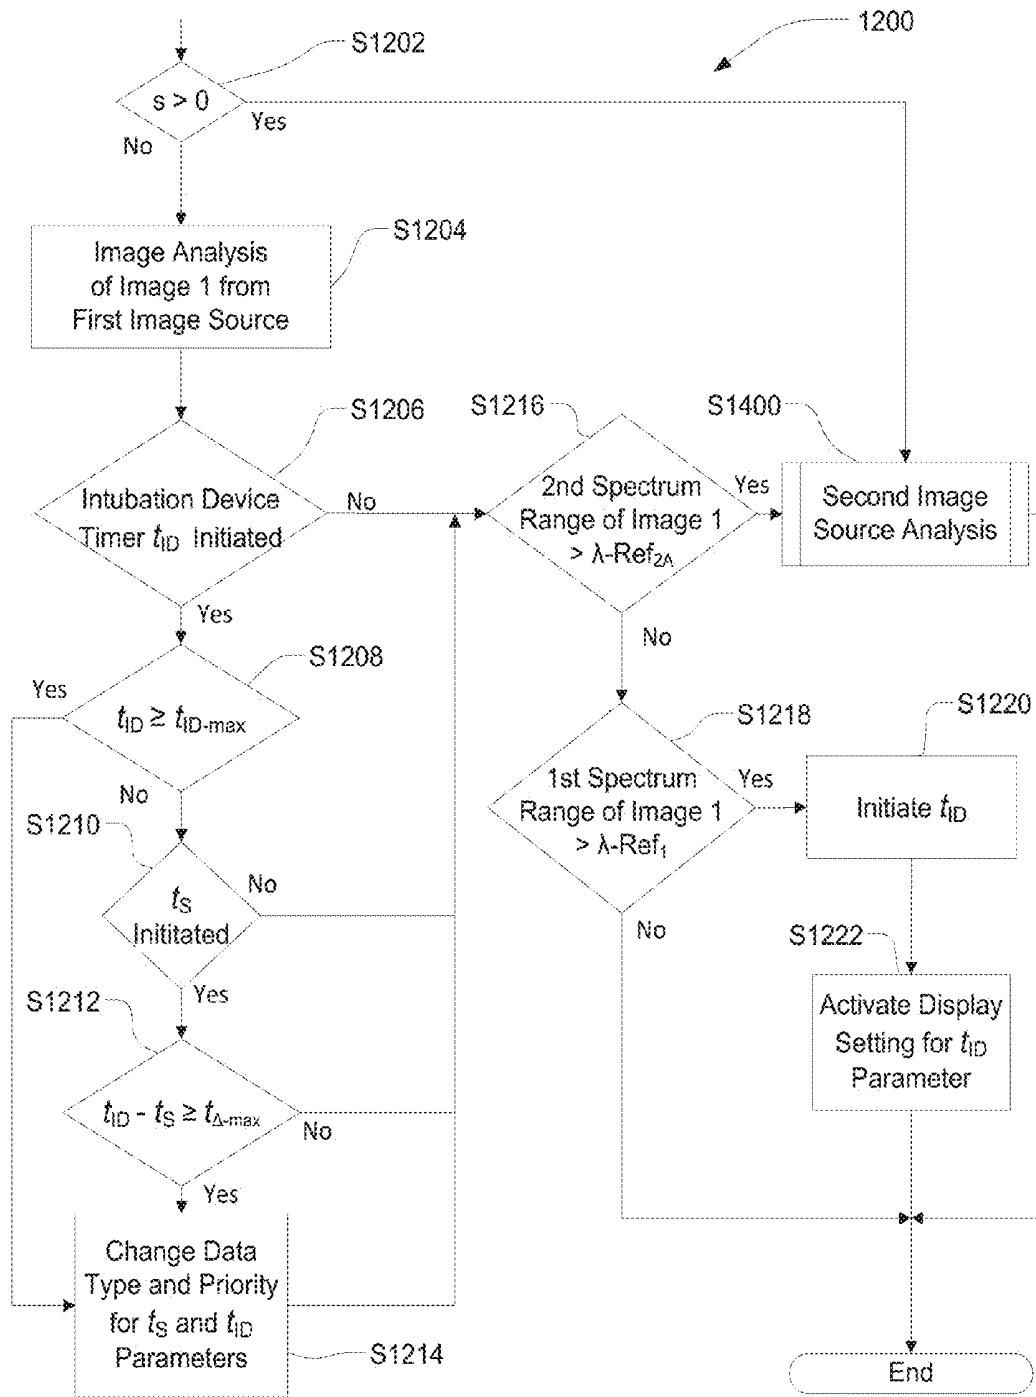 1200
S1202
s > 0
Yes
No
S1204
Image Analysis
of Image 1 from
First Image Source
S1206
Intubation Device
Timer tID Initiated
No
Yes
S1208
Yes
tID ≥ tID-max
No
S1210
tS
Inititated
No
Yes
S1212
tID - tS ≥ tΔ-max
No
Yes
Change Data
Type and Priority
for tS and tID
Parameters
S1214
S1216
2nd Spectrum
Range of Image 1
> λ-Ref2A
Yes
No
S1400
Second Image
Source Analysis
S1218
1st Spectrum
Range of Image 1
> λ-Ref1
Yes
No
S1220
Initiate tID
S1222
Activate Display
Setting for tID
Parameter
End